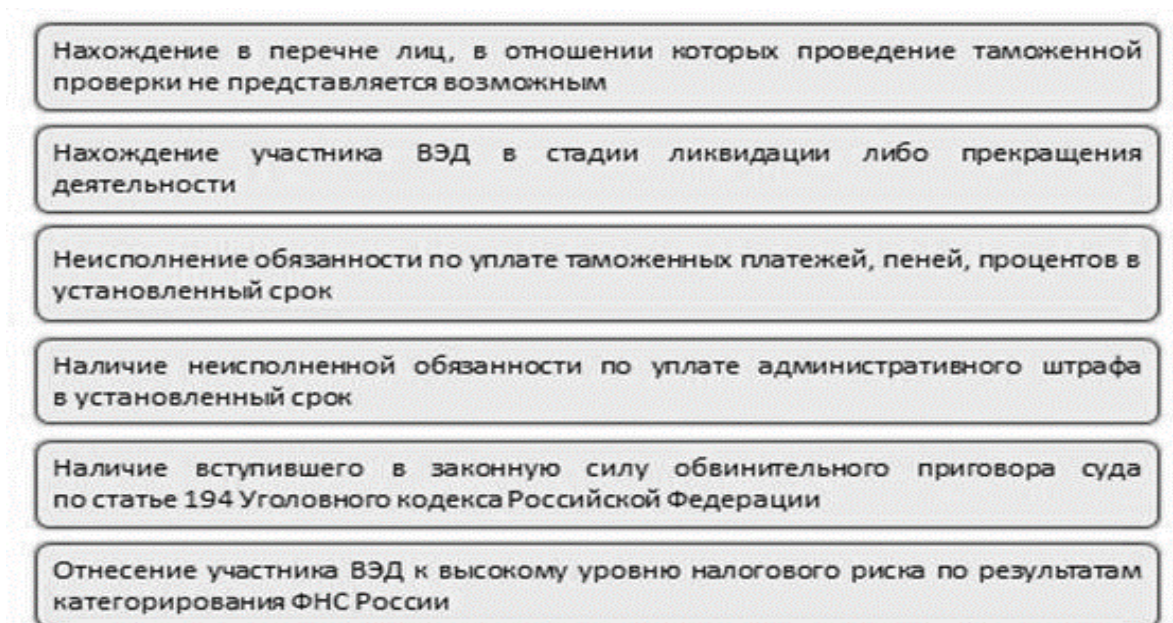 Нахождение в перечне лиц, в отношении которых проведение таможенной
проверки не представляется возможным
Нахождение участника ВЭД в стадии ликвидации либо прекращения
деятельности
Неисполнение обязанности по уплате таможенных платежей, пеней, процентов в
установленный срок
Наличие неисполненной обязанности по уплате административного штрафа
в установленный срок
Наличие вступившего в законную силу обвинительного приговора суда
по статье 194 Уголовного кодекса Российской Федерации
Отнесение участника ВЭД к высокому уровню налогового риска по результатам
категорирования ФНС России